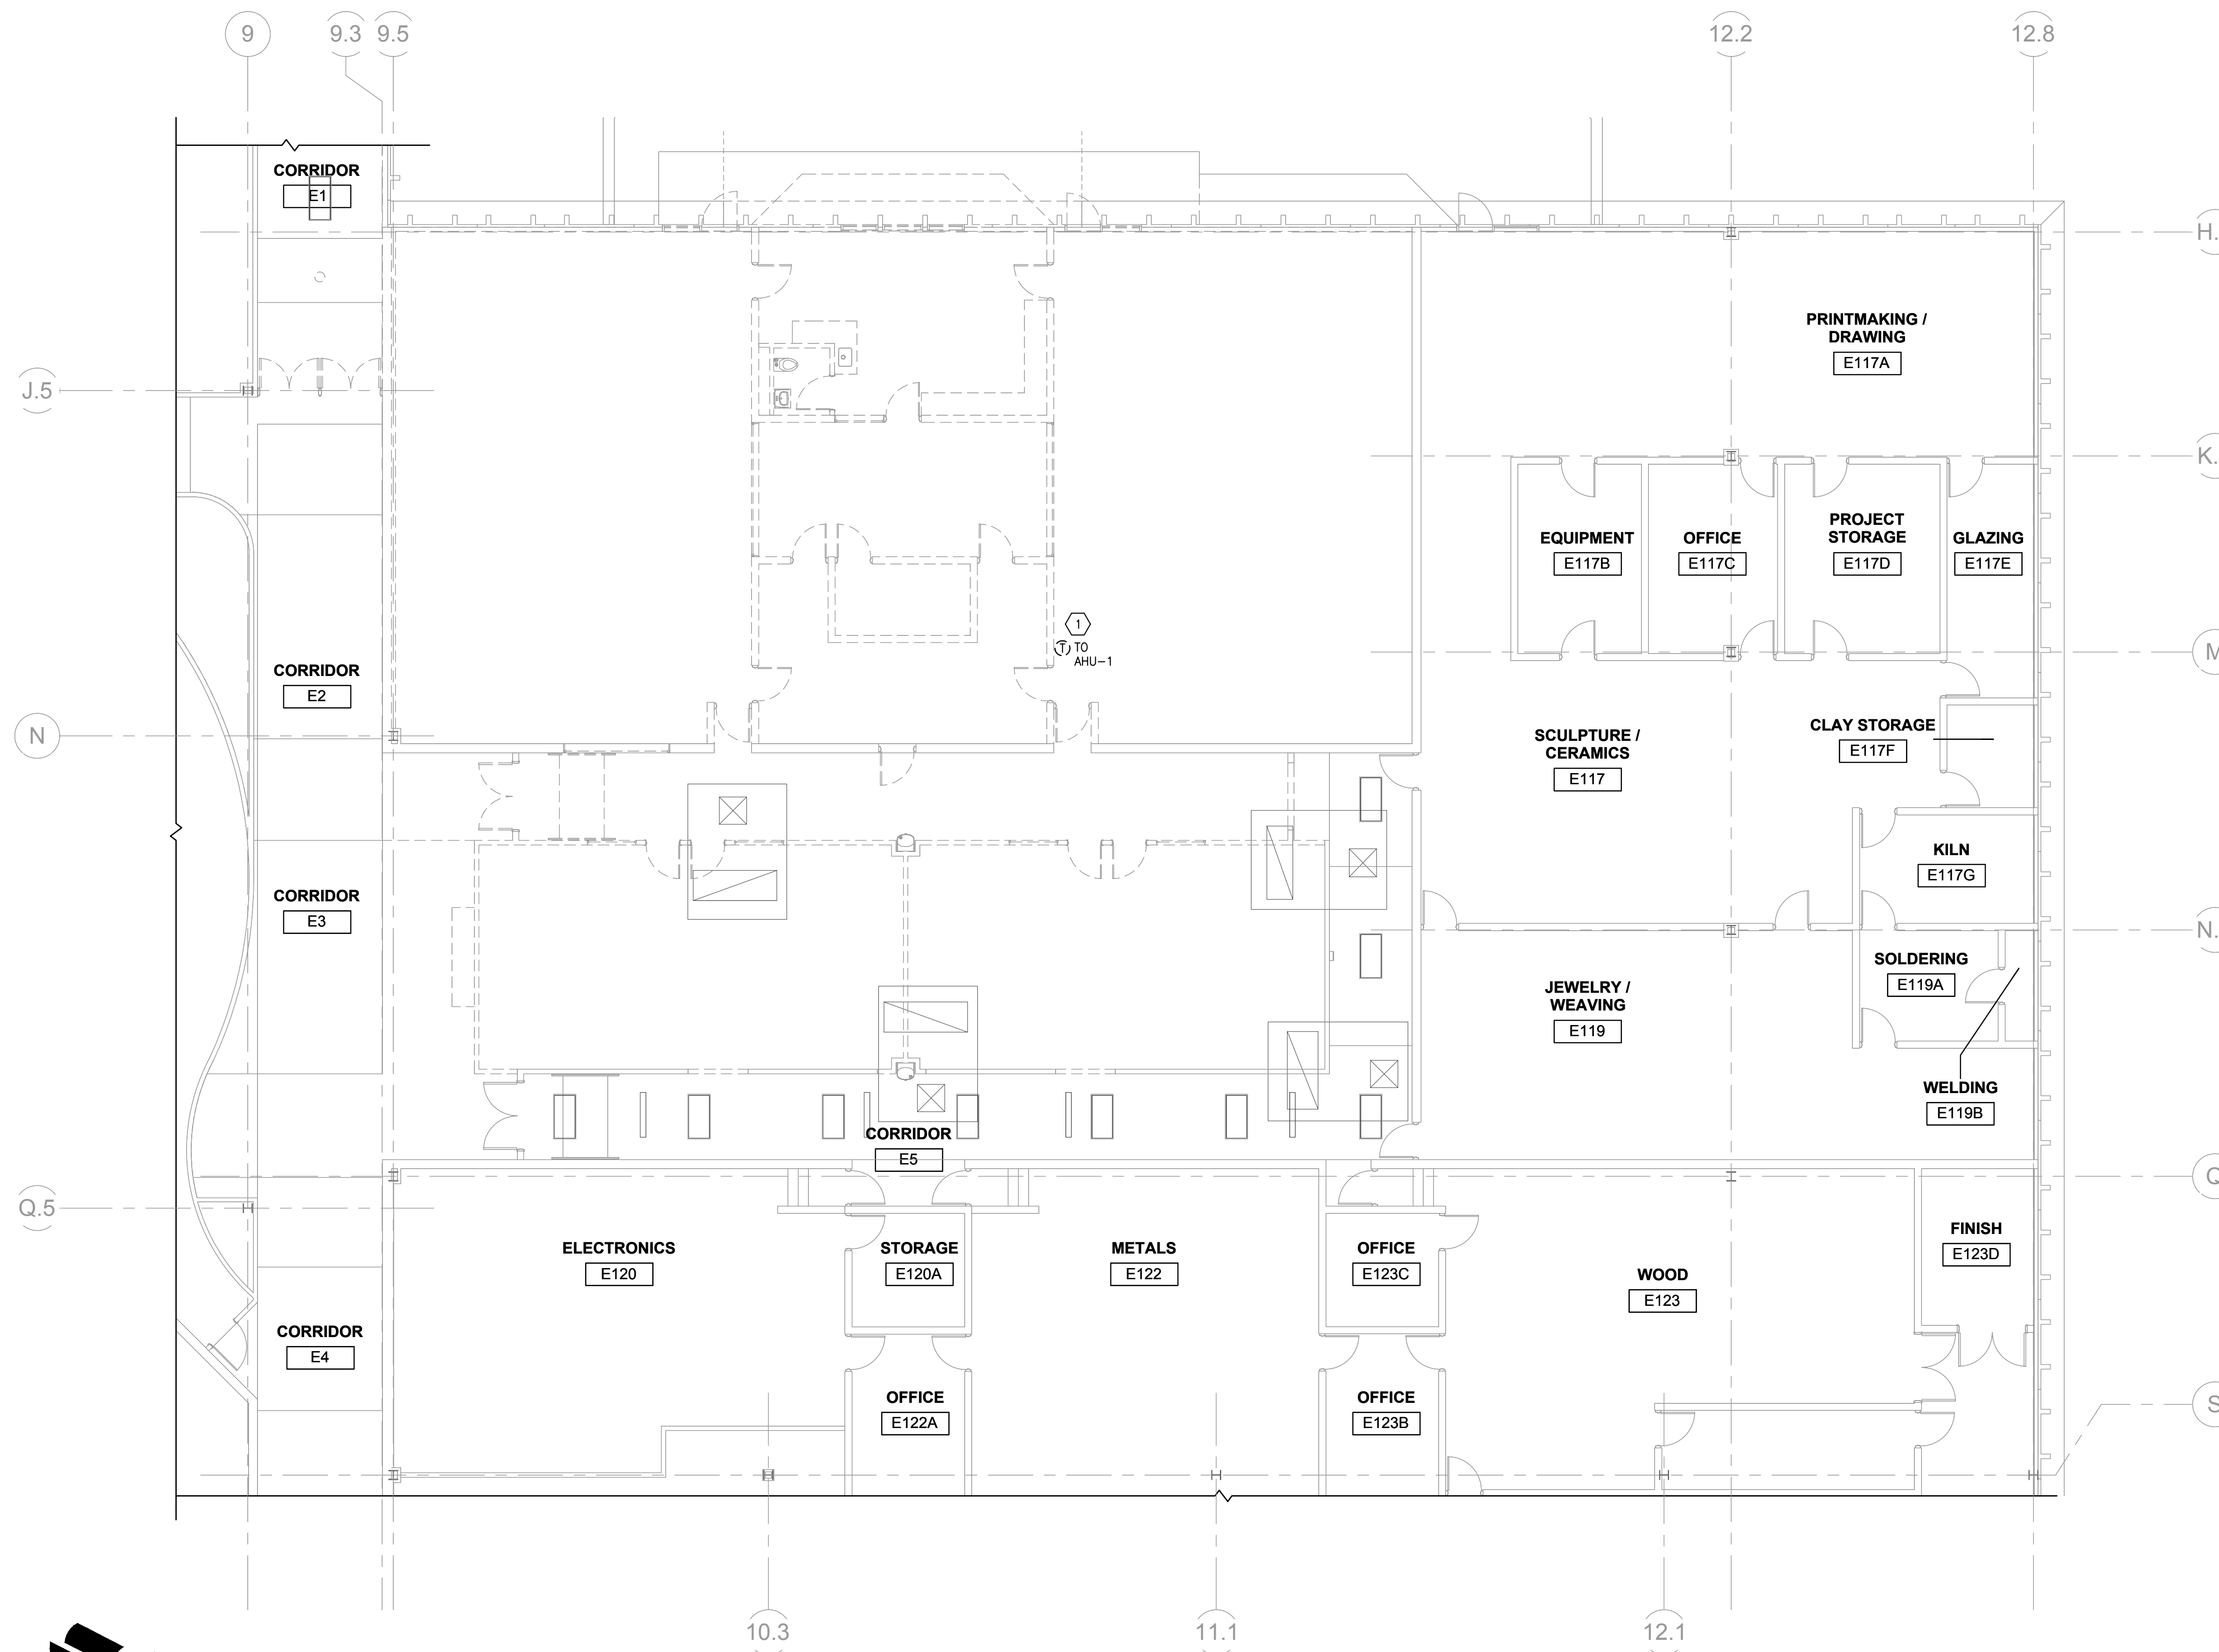 9
9.3
9.5
12.2
12.8
CORRIDOR
E1
H.
PRINTMAKING /
DRAWING
E117A
J.5
K.
EQUIPMENT
E117B
OFFICE
E117C
PROJECT
STORAGE
E117D
GLAZING
E117E
1
T TO
AHU-1
M
CORRIDOR
E2
N
SCULPTURE /
CERAMICS
E117
CLAY STORAGE
E117F
KILN
E117G
CORRIDOR
E3
N.
SOLDERING
E119A
JEWELRY /
WEAVING
E119
WELDING
E119B
CORRIDOR
E5
Q
Q.5
ELECTRONICS
E120
STORAGE
E120A
METALS
E122
OFFICE
E123C
WOOD
E123
FINISH
E123D
CORRIDOR
E4
OFFICE
E122A
OFFICE
E123B
S
10.3
11.1
12.1